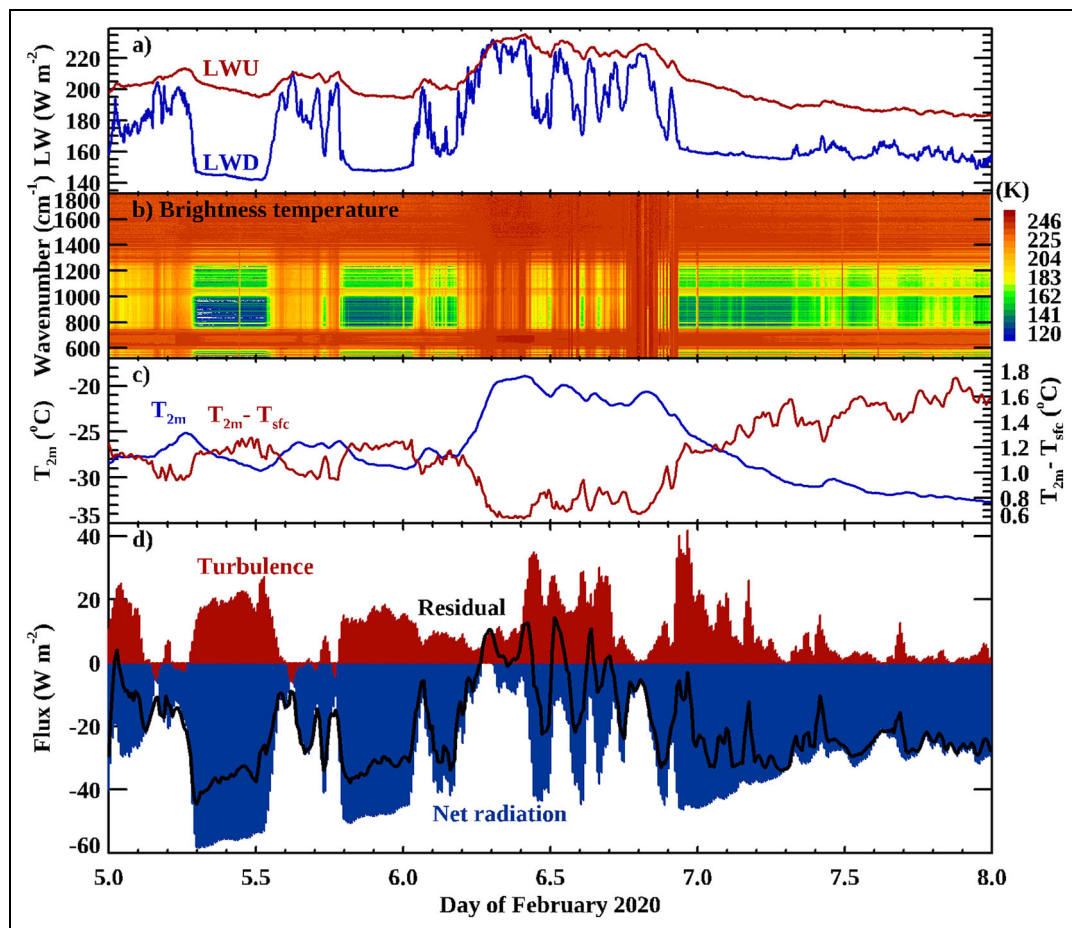 a)
LW (W m⁻²)
220
200
180
160
140
LWU
LWD
(K)
b) Brightness temperature
Wavenumber (cm⁻¹)
1800
1600
1400
1200
1000
800
600
246
225
204
183
162
141
120
c)
T2m (°C)
-20
-25
-30
-35
T2m
T2m- Tsfc
1.8
1.6
1.4
1.2
1.0
0.8
0.6
T2m- Tsfc (°C)
d)
Flux (W m⁻²)
40
20
0
-20
-40
-60
Turbulence
Residual
Net radiation
5.0 5.5 6.0 6.5 7.0 7.5 8.0
Day of February 2020